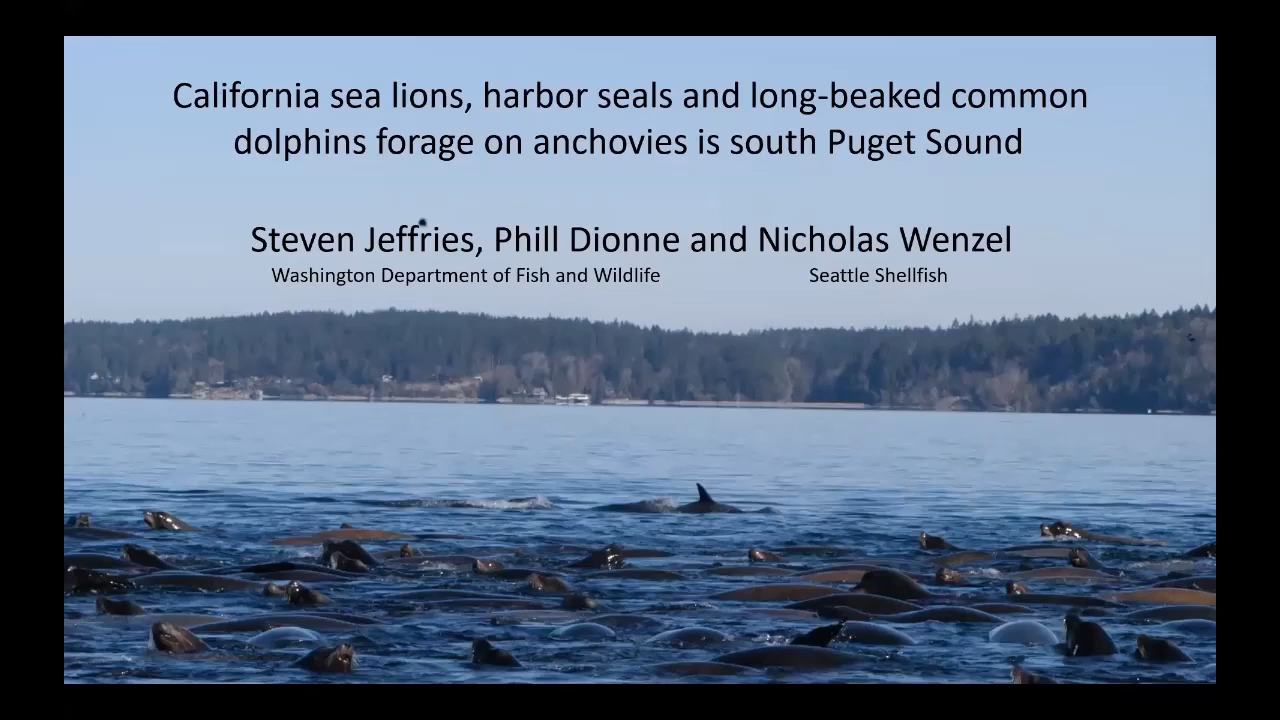 California sea lions, harbor seals and long-beaked common
dolphins forage on anchovies is south Puget Sound
Steven Jeffries, Phill Dionne and Nicholas Wenzel
Washington Department of Fish and Wildlife Seattle Shellfish